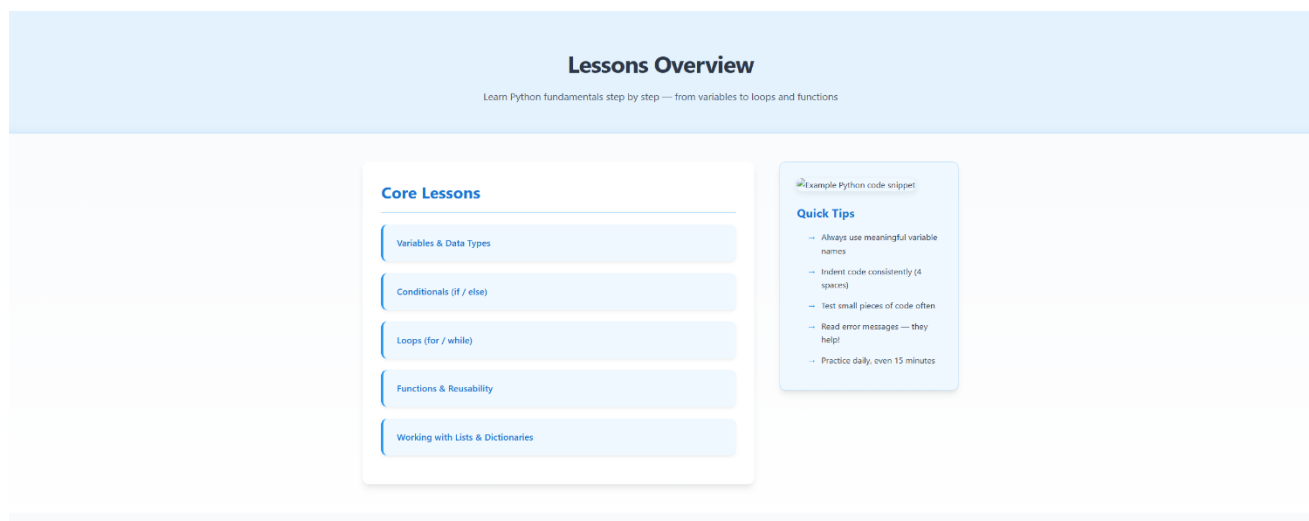 Lessons Overview
Learn Python fundamentals step by step — from variables to loops and functions
Core Lessons
Variables & Data Types
Conditionals (if / else)
Loops (for / while)
Functions & Reusability
Working with Lists & Dictionaries
Example Python code snippet
Quick Tips
→ Always use meaningful variable
names
→ Indent code consistently (4
spaces)
→ Test small pieces of code often
→ Read error messages — they
help!
→ Practice daily, even 15 minutes